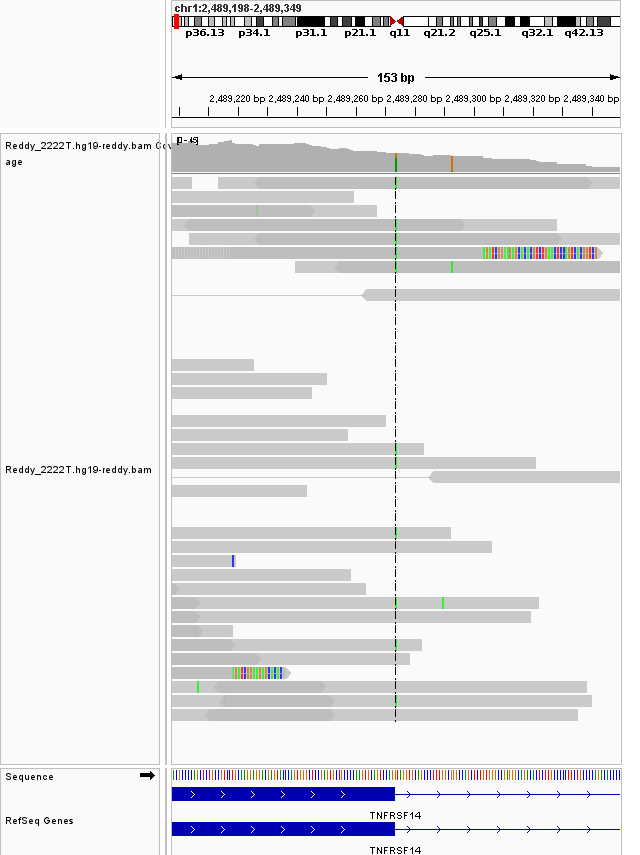 chr1:2,489,198-2,489,349
p36.13 p34.1 p31.1 p21.1 q11 q21.2 q25.1 q32.1 q42.13
153 bp
2,489,220 bp 2,489,240 bp 2,489,260 bp 2,489,280 bp 2,489,300 bp 2,489,320 bp 2,489,340 bp
Reddy_2222T.hg19-reddy.bam Cov
age
Reddy_2222T.hg19-reddy.bam
Sequence
TNFRSF14
RefSeq Genes
TNFRSF14